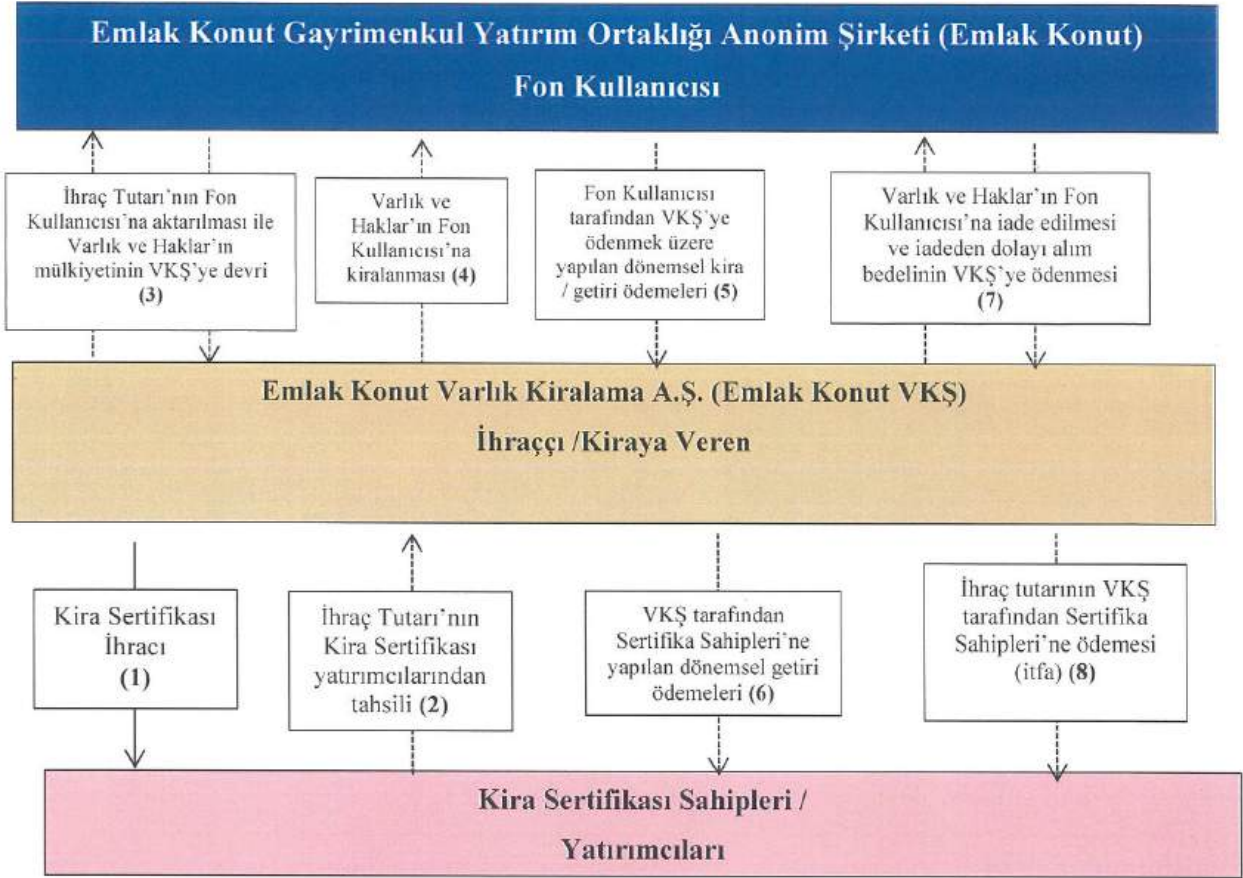 Emlak Konut Gayrimenkul Yatırım Ortaklığı Anonim Şirketi (Emlak Konut)
Fon Kullanıcısı
İhraç Tutarı’nın Fon
Kullanıcısı’na aktarılması ile
Varlık ve Haklar’ın
mülkiyetinin VKŞ’ye devri
(3)
Varlık ve
Haklar’ın Fon
Kullanıcısı’na
kiralanması (4)
Fon Kullanıcısı
tarafından VKŞ’ye
ödenmek üzere
yapılan dönemsel kira
/ getiri ödemeleri (5)
Varlık ve Haklar’ın Fon
Kullanıcısı’na iade edilmesi
ve iadeden dolayı alım
bedelinin VKŞ’ye ödenmesi
(7)
Emlak Konut Varlık Kiralama A.Ş. (Emlak Konut VKŞ)
İhraççı /Kiraya Veren
Kira Sertifikası
İhracı
(1)
İhraç Tutarı’nın
Kira Sertifikası
yatırımcılarından
tahsili (2)
VKŞ tarafından
Sertifika Sahipleri’ne
yapılan dönemsel getiri
ödemeleri (6)
İhraç tutarının VKŞ
tarafından Sertifika
Sahipleri’ne ödemesi
(itfa) (8)
Kira Sertifikası Sahipleri /
Yatırımcıları